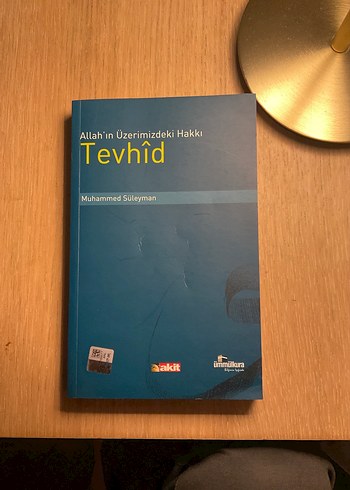 Allah'ın Üzerimizdeki Hakkı
Tevhîd
Muhammed Süleyman
akit
ümmülkura